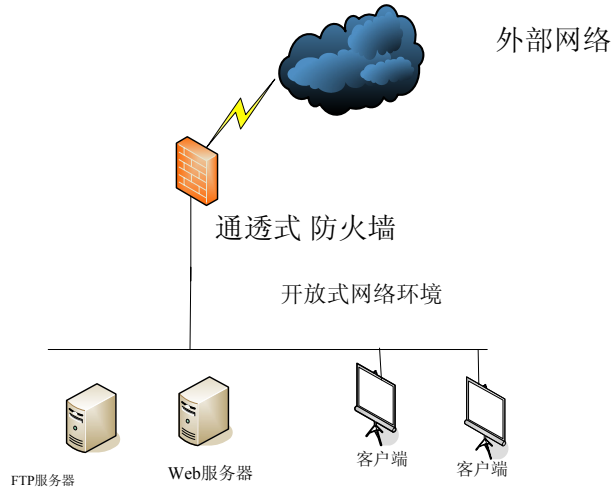 外部网络
通透式 防火墙
开放式网络环境
FTP服务器
Web服务器
客户端
客户端